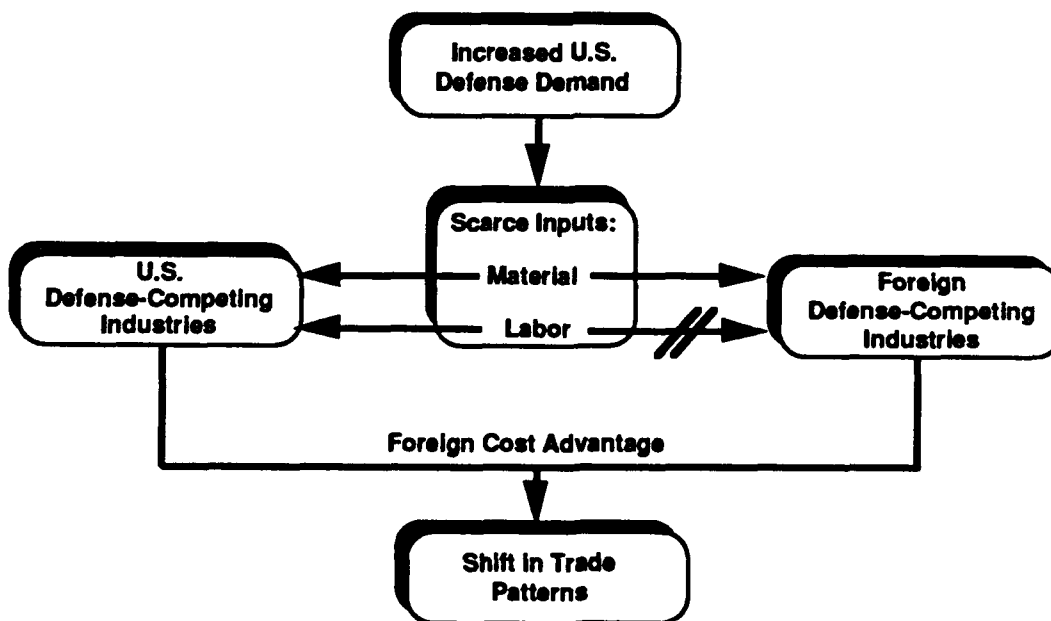 Increased U.S.
Defense Demand
Scarce Inputs:
Material
Labor
U.S.
Defense-Competing
Industries
Foreign
Defense-Competing
Industries
Foreign Cost Advantage
Shift in Trade
Patterns